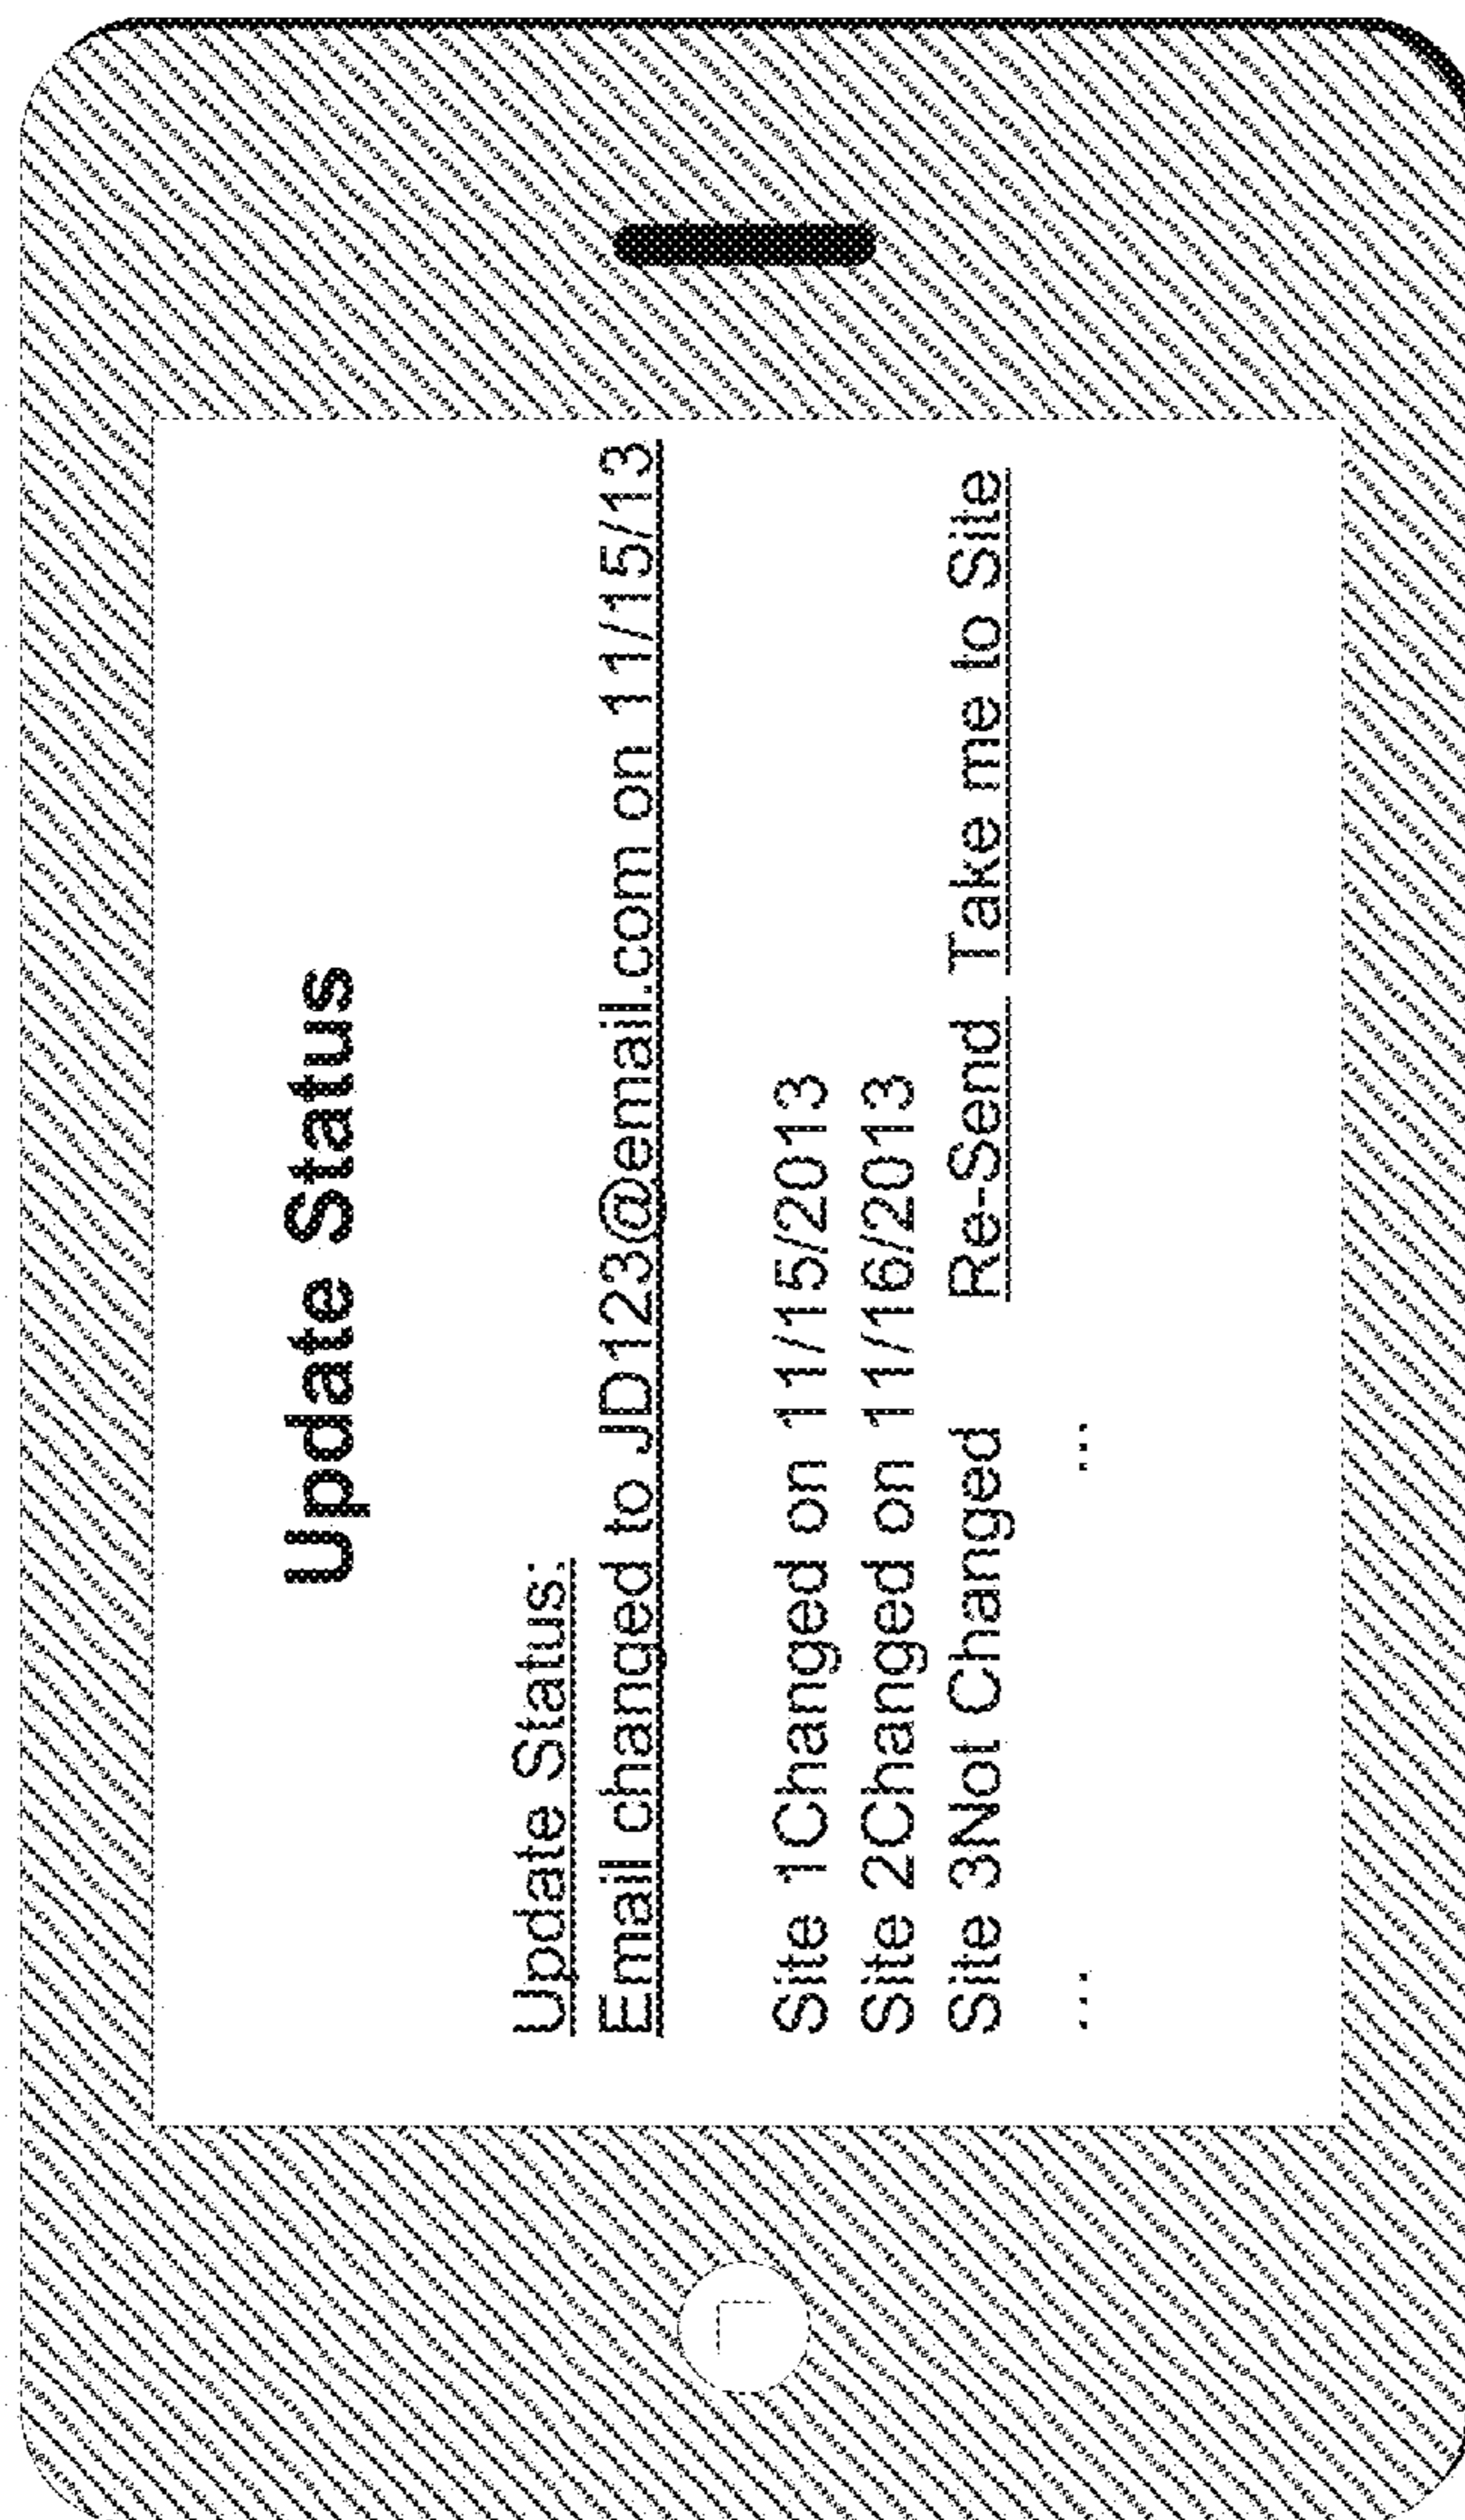 Update Status
Update Status:
Email changed to JD123@email.com on 11/15/13
Site 1Changed on 11/15/2013
Site 2Changed on 11/16/2013
Site 3Not Changed Re-Send Take me to Site
... ...